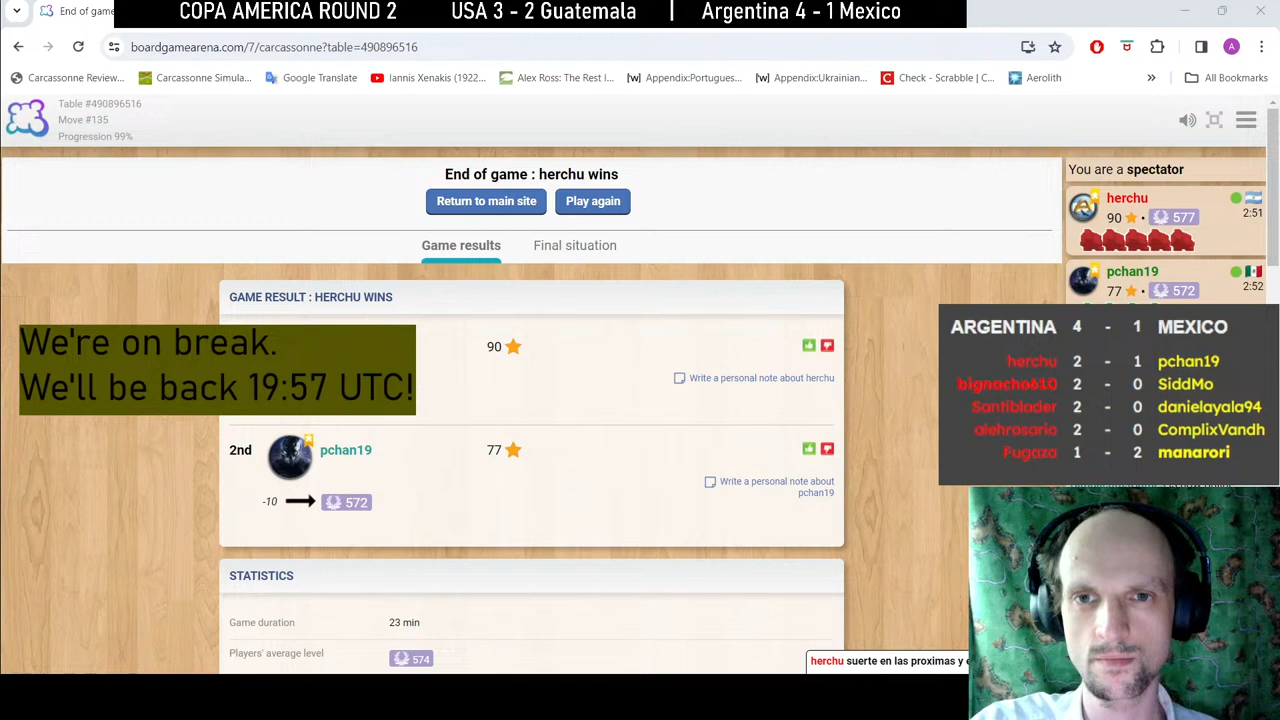 COPA AMERICA ROUND 2 USA 3 - 2 Guatemala | Argentina 4 - 1 Mexico
End of game
boardgamearena.com/7/carcassonne?table=490896516
A
Carcassonne Review...
Carcassonne Simula...
Google Translate
Iannis Xenakis (1922...
Alex Ross: The Rest I...
[w] Appendix:Portugues...
[w] Appendix:Ukrainian...
Check - Scrabble | C...
Aerolith
»
All Bookmarks
Table #490896516
Move #135
Progression 99%
End of game : herchu wins
Return to main site
Play again
Game results
Final situation
You are a spectator
herchu
90 • 577
2:51
pchan19
77 • 572
2:52
GAME RESULT : HERCHU WINS
We're on break.
We'll be back 19:57 UTC!
90
Write a personal note about herchu
2nd pchan19 77
Write a personal note about
pchan19
-10 572
STATISTICS
Game duration 23 min
Players' average level 574
ARGENTINA 4 - 1 MEXICO
herchu 2 - 1 pchan19
bignacho610 2 - 0 SiddMo
Santiblader 2 - 0 danielayala94
alehrosario 2 - 0 ComplixVandh
Fugaza 1 - 2 manarori
herchu suerte en las proximas y